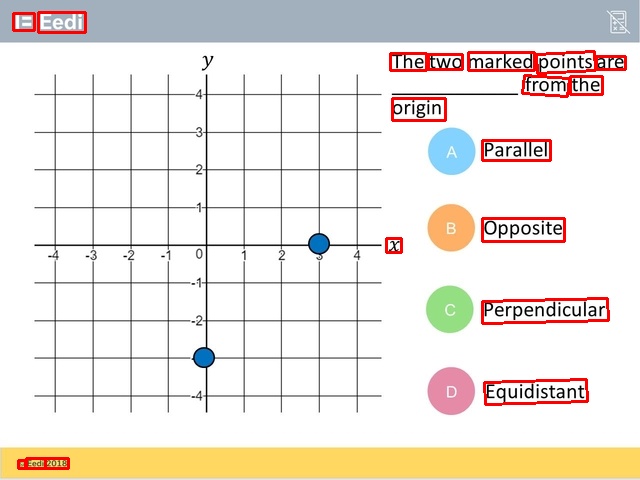 Eedi
The two marked points are
____________ from the
origin
y
4
3
2
1
-4 -3 -2 -1 0 1 2 3 4
x
-1
-2
-4
A Parallel
B Opposite
C Perpendicular
D Equidistant
© Eedi 2018